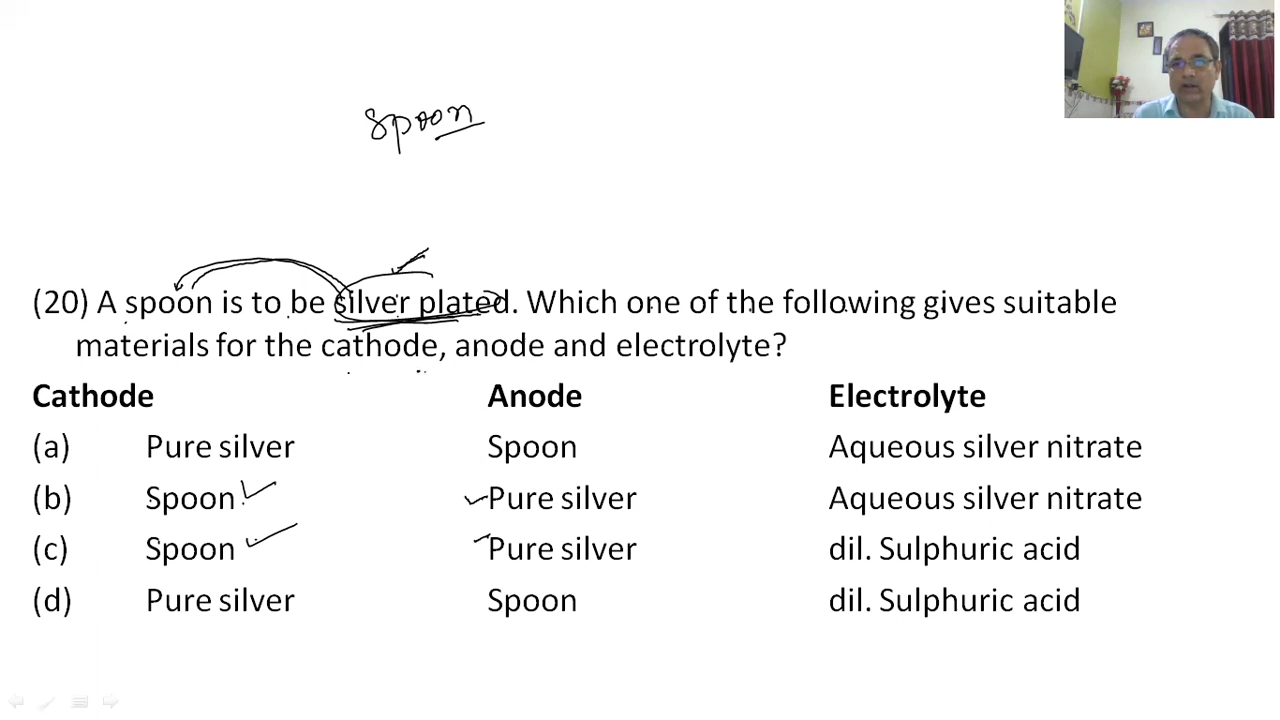 spoon
(20) A spoon is to be silver plated. Which one of the following gives suitable
materials for the cathode, anode and electrolyte?
Cathode Anode Electrolyte
(a) Pure silver Spoon Aqueous silver nitrate
(b) Spoon Pure silver Aqueous silver nitrate
(c) Spoon Pure silver dil. Sulphuric acid
(d) Pure silver Spoon dil. Sulphuric acid